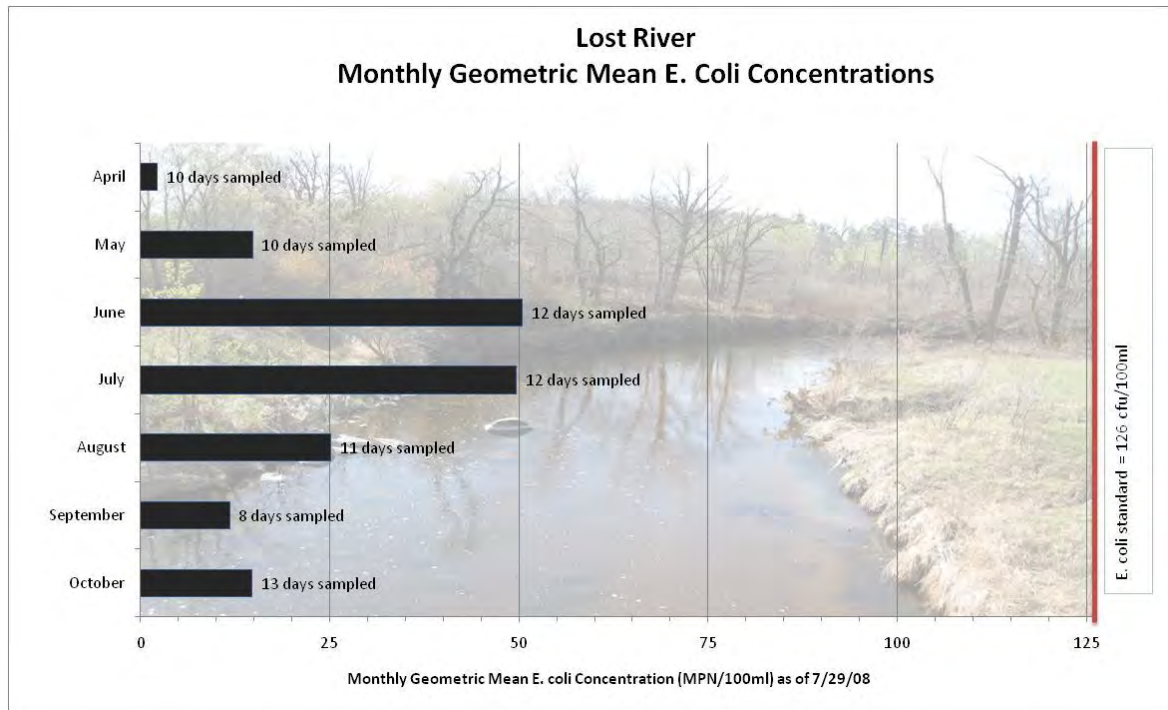 Lost River
Monthly Geometric Mean E. Coli Concentrations
April
10 days sampled
May
10 days sampled
June
12 days sampled
July
12 days sampled
August
11 days sampled
September
8 days sampled
October
13 days sampled
0 25 50 75 100 125
Monthly Geometric Mean E. coli Concentration (MPN/100ml) as of 7/29/08
E. coli standard = 126 cfu/100ml